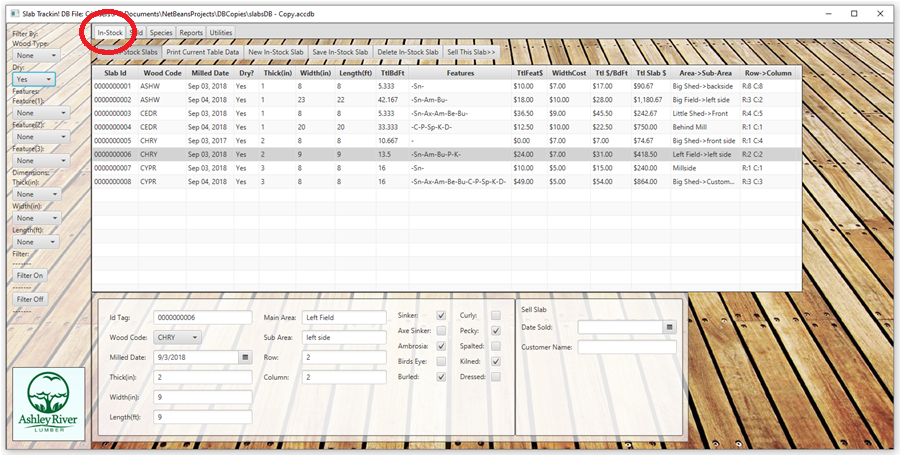 Slab Trackin! DB File: Documents\NetBeansProjects\DBCopies\slabsDB - Copy.accdb
Filter By:
In-Stock Species Reports Utilities
Wood Type:
None
Slabs Print Current Table Data New In-Stock Slab Save In-Stock Slab Delete In-Stock Slab Sell This Slab>>
Dry:
Yes
Features:
Feature(1):
None
Feature(2):
None
Feature(3):
None
Dimensions:
Thick(in):
None
Width(in):
None
Length(ft):
None
Filter:
-------
Filter On
-------
Filter Off
-------
Slab Id Wood Code Milled Date Dry? Thick(in) Width(in) Length(ft) TtlBdFt Features TtlFeat$ WidthCost Ttl $/BdFt Ttl Slab $ Area->Sub-Area Row->Column
0000000001 ASHW Sep 03, 2018 Yes 1 8 8 5.333 -Sn- $10.00 $7.00 $17.00 $90.67 Big Shed->backside R:8 C:8
0000000002 ASHW Sep 04, 2018 Yes 1 23 22 42.167 -Sn-Am-Bu- $18.00 $10.00 $28.00 $1,180.67 Big Field->left side R:3 C:2
0000000003 CEDR Sep 03, 2018 Yes 1 8 8 5.333 -Sn-Ax-Am-Be-Bu- $36.50 $9.00 $45.50 $242.67 Little Shed->Front R:4 C:5
0000000004 CEDR Sep 04, 2018 Yes 1 20 20 33.333 -C-P-Sp-K-D- $12.50 $10.00 $22.50 $750.00 Behind Mill R:1 C:1
0000000005 CHRY Sep 03, 2017 Yes 2 8 8 10.667 - $0.00 $7.00 $7.00 $74.67 Big Shed->front side R:1 C:4
0000000006 CHRY Sep 03, 2018 Yes 2 9 9 13.5 -Sn-Am-Bu-P-K- $24.00 $7.00 $31.00 $418.50 Left Field->left side R:2 C:2
0000000007 CYPR Sep 03, 2018 Yes 3 8 8 16 -Sn- $10.00 $5.00 $15.00 $240.00 Millside R:1 C:1
0000000008 CYPR Sep 04, 2018 Yes 3 8 8 16 -Sn-Ax-Am-Be-Bu-C-P-Sp-K-D- $49.00 $5.00 $54.00 $864.00 Big Shed->Custom... R:3 C:3
Id Tag: 0000000006
Wood Code: CHRY
Milled Date: 9/3/2018
Thick(in): 2
Width(in): 9
Length(ft): 9
Main Area: Left Field
Sub Area: left side
Row: 2
Column: 2
Sinker:
Axe Sinker:
Ambrosia:
Birds Eye:
Burled:
Curly:
Pecky:
Spalted:
Kilned:
Dressed:
Sell Slab
Date Sold:
Customer Name:
Ashley River
LUMBER